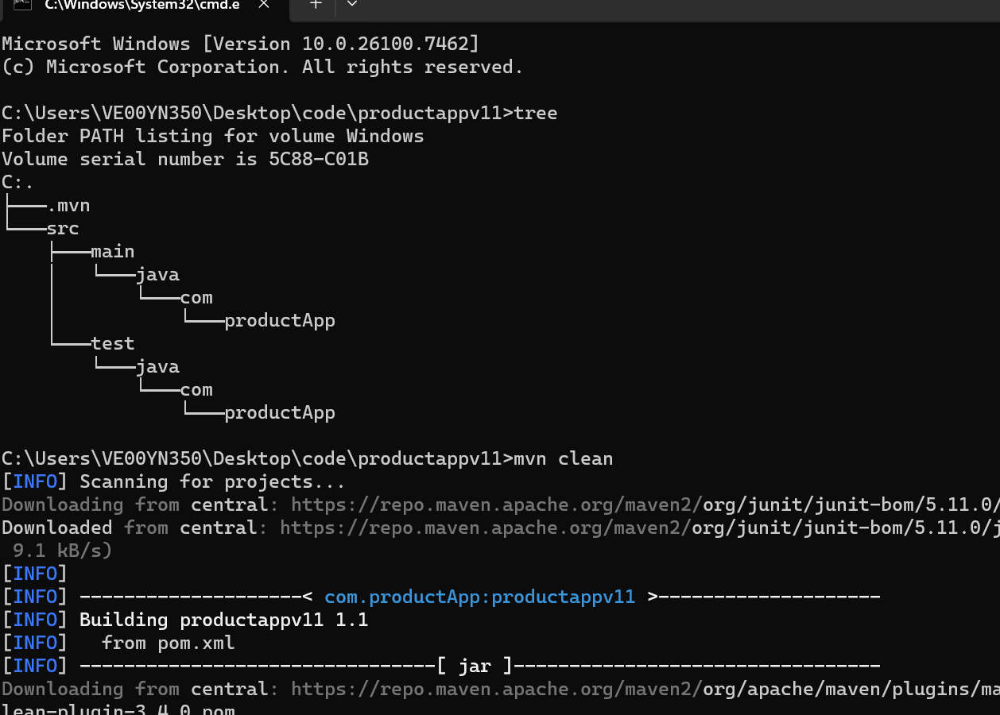 C:\Windows\System32\cmd.e
Microsoft Windows [Version 10.0.26100.7462]
(c) Microsoft Corporation. All rights reserved.
C:\Users\VE00YN350\Desktop\code\productappv11>tree
Folder PATH listing for volume Windows
Volume serial number is 5C88-C01B
C:.
├───.mvn
└───src
    ├───main
    │   └───java
    │       └───com
    │           └───productApp
    └───test
        └───java
            └───com
                └───productApp
C:\Users\VE00YN350\Desktop\code\productappv11>mvn clean
[INFO] Scanning for projects...
Downloading from central: https://repo.maven.apache.org/maven2/org/junit/junit-bom/5.11.0/
Downloaded from central: https://repo.maven.apache.org/maven2/org/junit/junit-bom/5.11.0/j
 9.1 kB/s)
[INFO]
[INFO] --------------------< com.productApp:productappv11 >--------------------
[INFO] Building productappv11 1.1
[INFO]   from pom.xml
[INFO] --------------------------------[ jar ]---------------------------------
Downloading from central: https://repo.maven.apache.org/maven2/org/apache/maven/plugins/ma
lean-plugin-3.4.0.pom